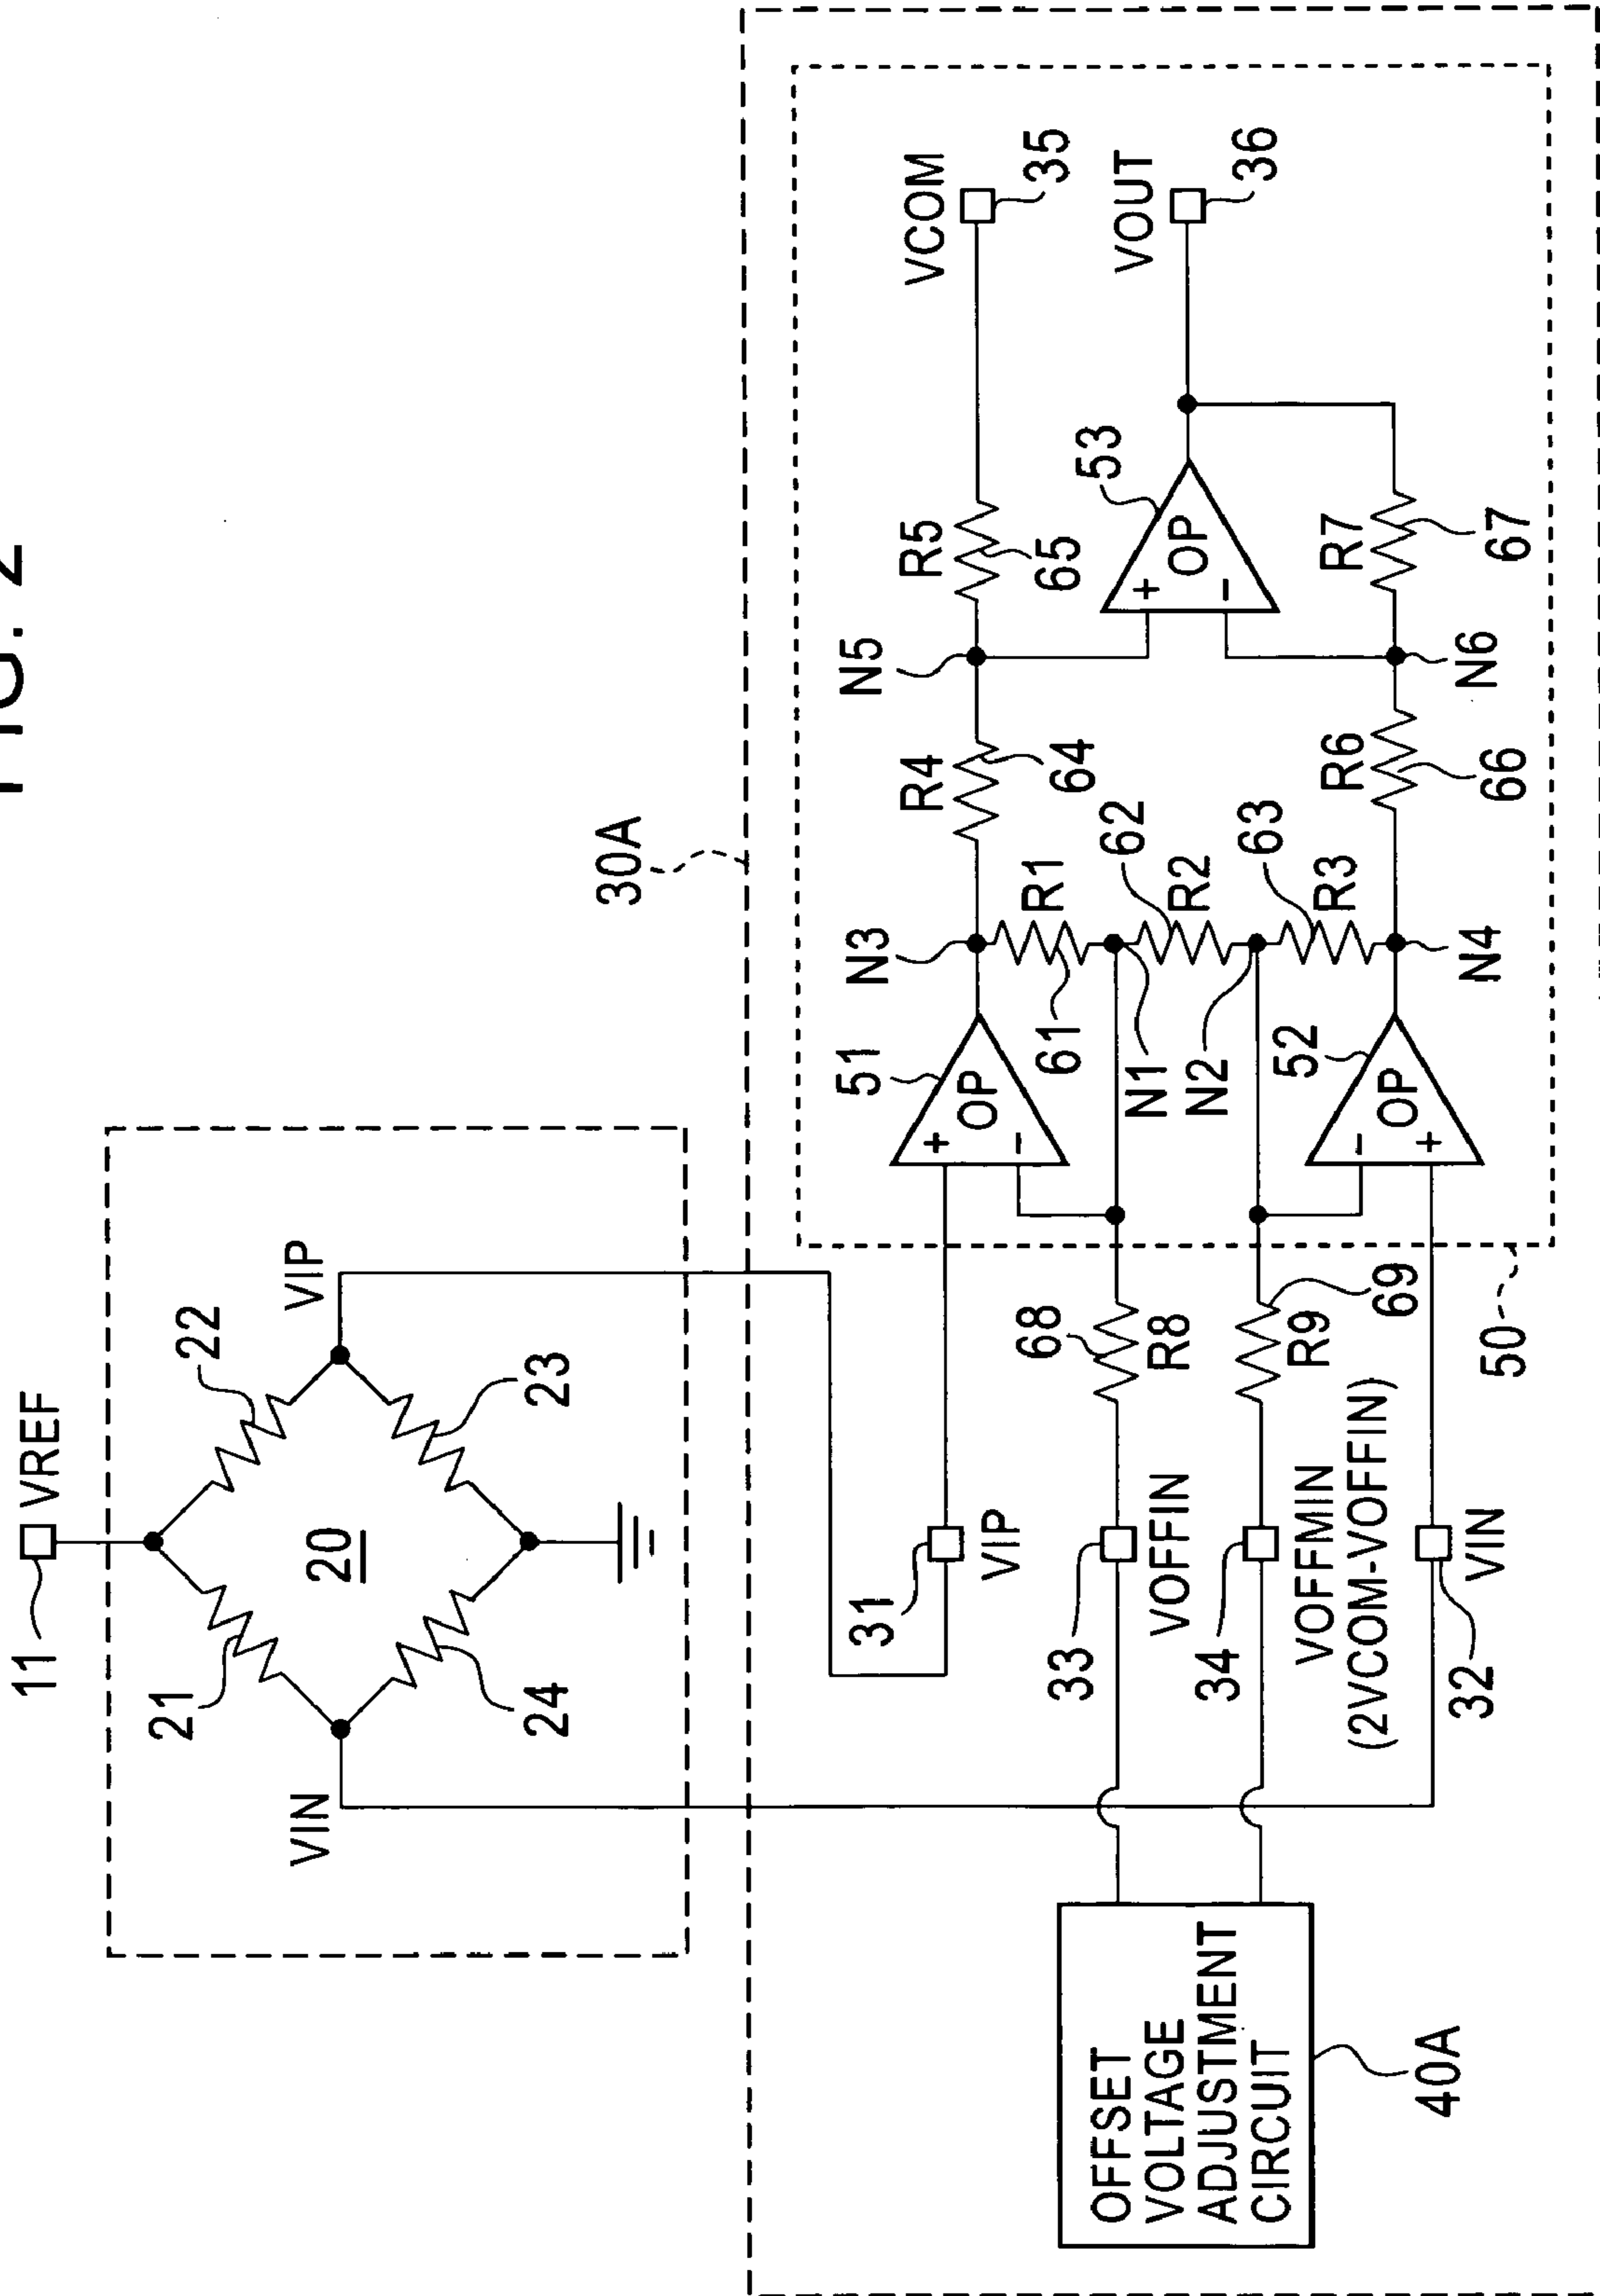 FIG. 2
11
VREF
21
22
20
23
24
VIN
VIP
30A
31
VIP
33
VOFFIN
34
VOFFMIN
(2VCOM-VOFFIN)
32
VIN
68
R8
R9
69
50
OFFSET
VOLTAGE
ADJUSTMENT
CIRCUIT
40A
51
+
OP
−
52
−
OP
+
N3
R1
61
N1
62
R2
N2
63
R3
N4
R4
64
R6
66
N5
N6
R5
65
53
+
OP
−
R7
67
VCOM
35
VOUT
36